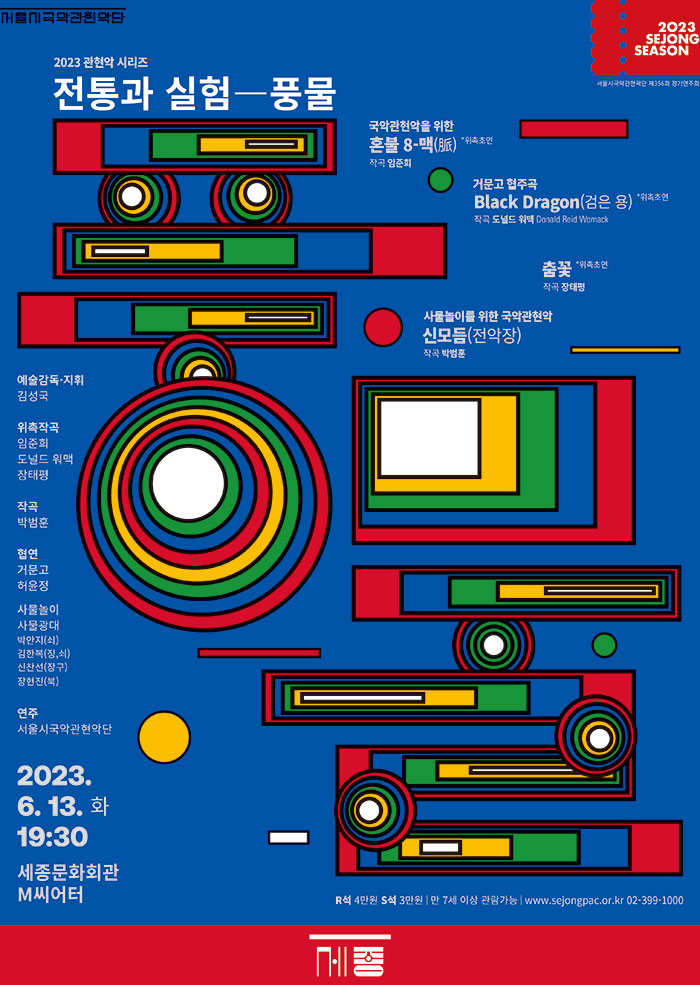 서울시국악관현악단
2023
SEJONG
SEASON
서울시국악관현악단 제356회 정기연주회
2023 관현악 시리즈
전통과 실험—풍물
국악관현악을 위한
혼불 8-맥(脈) *위촉초연
작곡 임준희
거문고 협주곡
Black Dragon(검은 용) *위촉초연
작곡 도널드 워맥 Donald Reid Womack
춤꽃 *위촉초연
작곡 장태평
사물놀이를 위한 국악관현악
신모듬(전악장)
작곡 박범훈
예술감독·지휘
김성국
위촉작곡
임준희
도널드 워맥
장태평
작곡
박범훈
협연
거문고
허윤정
사물놀이
사물광대
박안지(쇠)
김한복(징,쇠)
신찬선(장구)
장현진(북)
연주
서울시국악관현악단
2023.
6. 13. 화
19:30
세종문화회관
M씨어터
R석 4만원 S석 3만원 | 만 7세 이상 관람가능 | www.sejongpac.or.kr 02-399-1000
세종